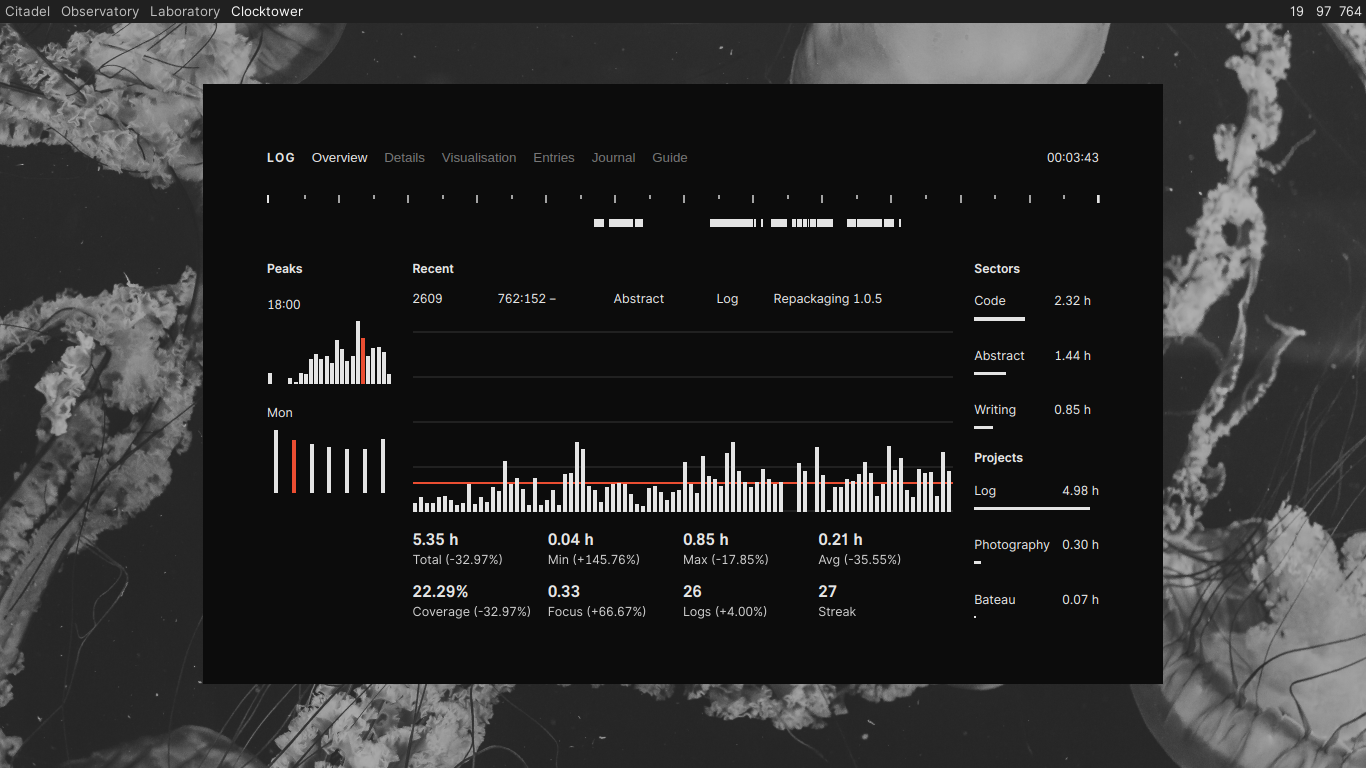 Citadel Observatory Laboratory Clocktower 19 97 764
LOG Overview Details Visualisation Entries Journal Guide 00:03:43
Peaks
18:00
Mon
Recent
2609 762:152 – Abstract Log Repackaging 1.0.5
5.35 h 0.04 h 0.85 h 0.21 h
Total (-32.97%) Min (+145.76%) Max (-17.85%) Avg (-35.55%)
22.29% 0.33 26 27
Coverage (-32.97%) Focus (+66.67%) Logs (+4.00%) Streak
Sectors
Code 2.32 h
Abstract 1.44 h
Writing 0.85 h
Projects
Log 4.98 h
Photography 0.30 h
Bateau 0.07 h